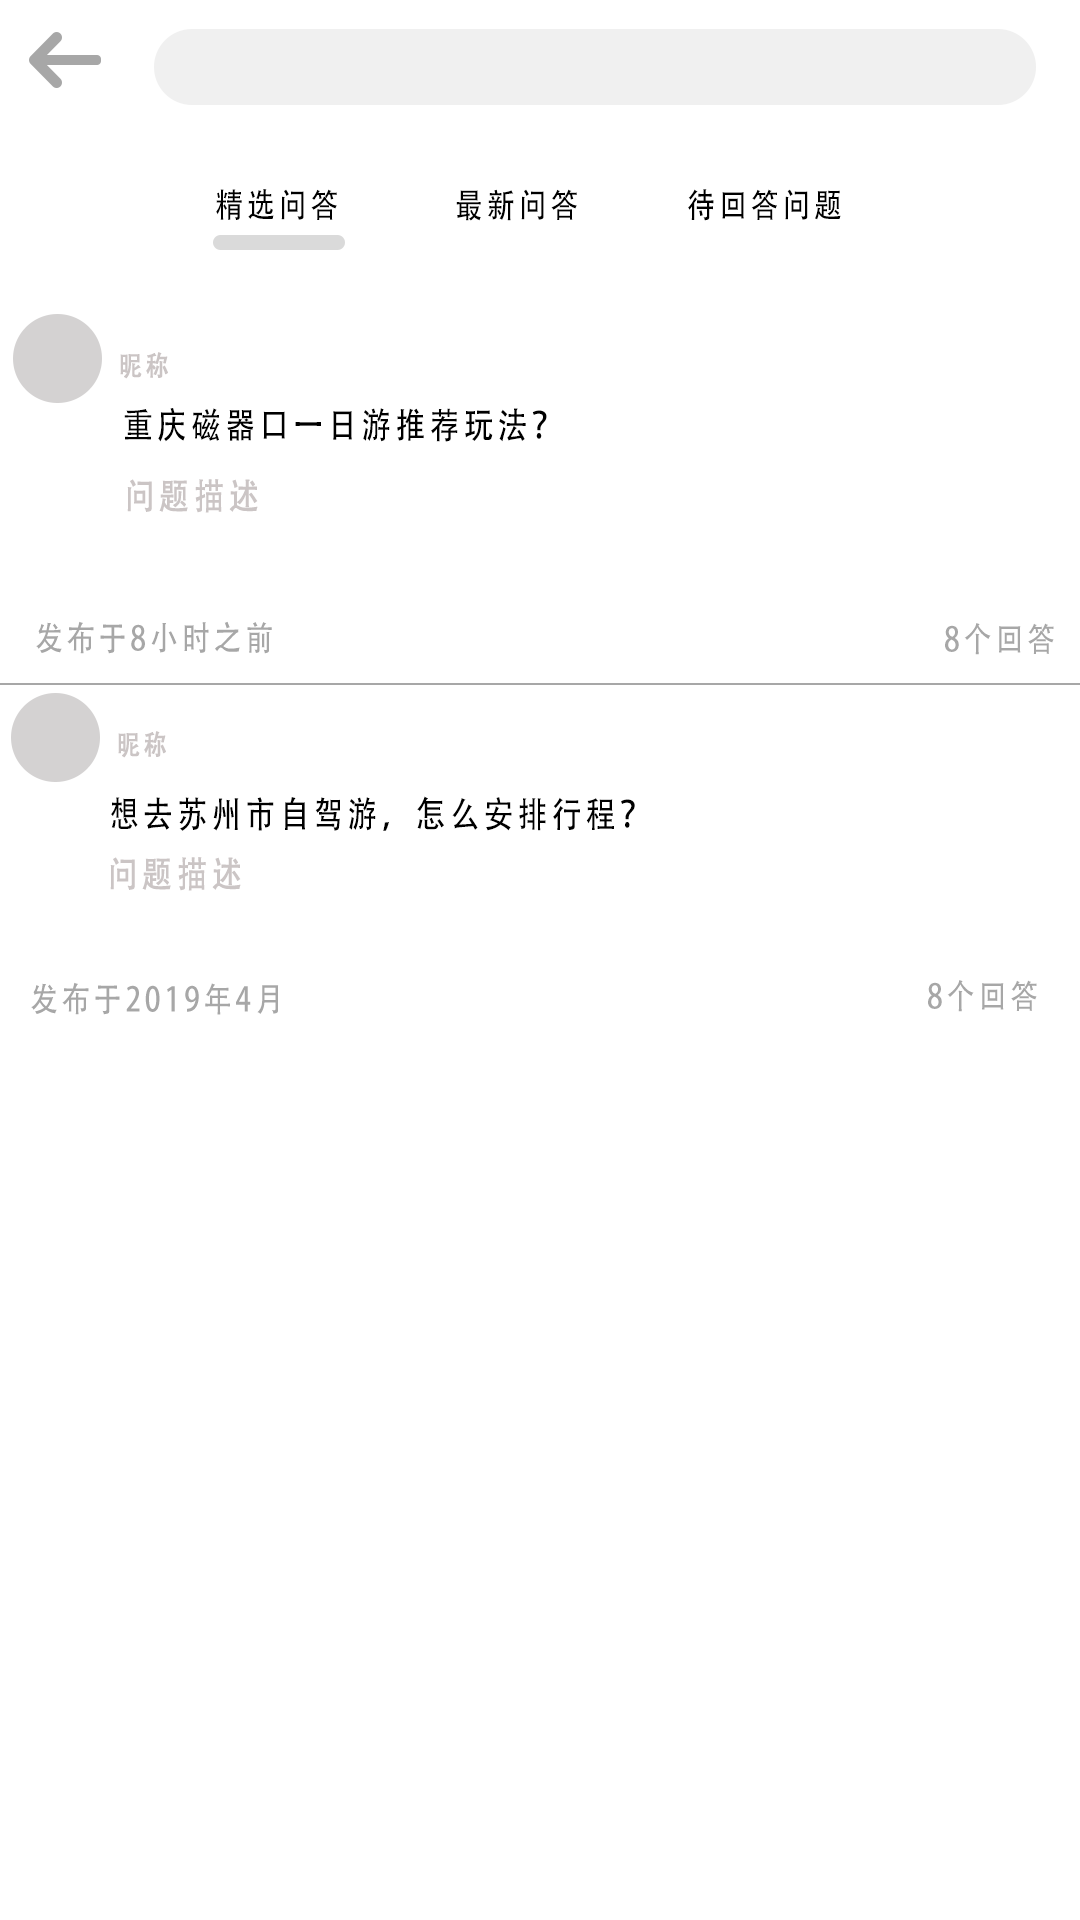 精选问答 最新问答 待回答问题
昵称
重庆磁器口一日游推荐玩法?
问题描述
发布于8小时之前 8个回答
昵称
想去苏州市自驾游，怎么安排行程?
问题描述
发布于2019年4月 8个回答